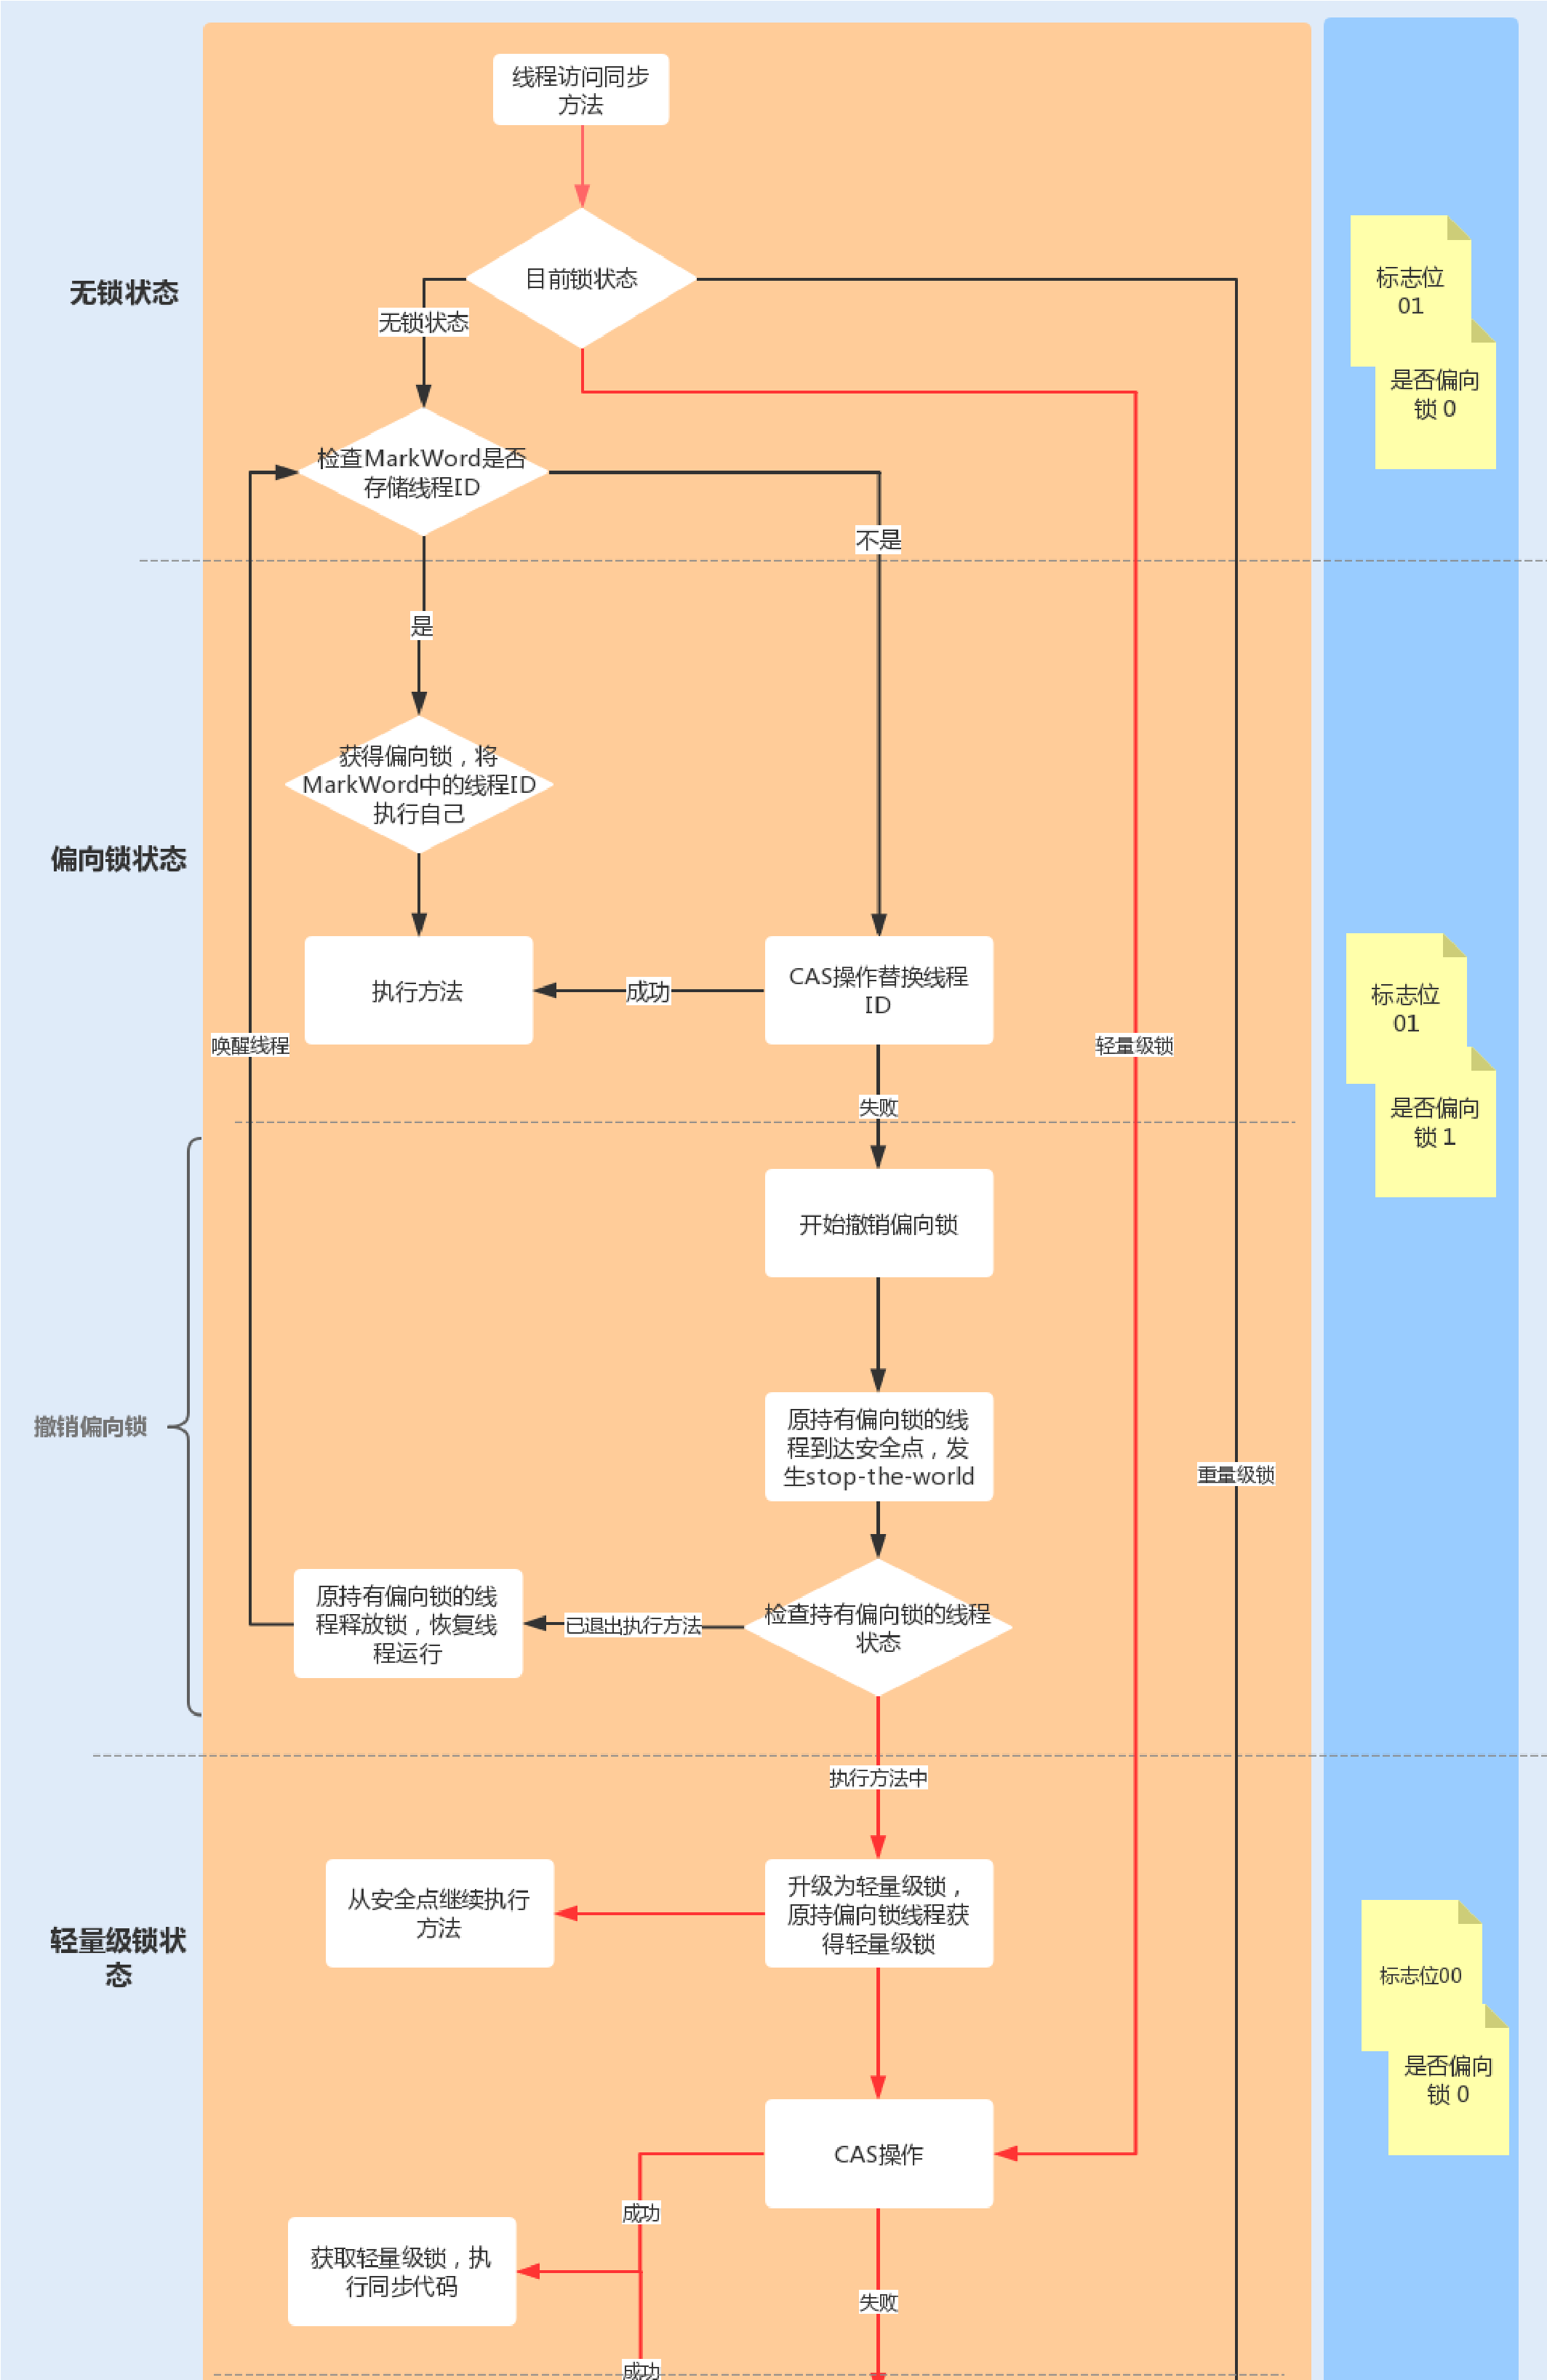 线程访问同步
方法
目前锁状态
无锁状态
无锁状态
标志位
01
是否偏向
锁 0
检查MarkWord是否
存储线程ID
不是
是
获得偏向锁，将
MarkWord中的线程ID
执行自己
偏向锁状态
执行方法
成功
CAS操作替换线程
ID
标志位
01
唤醒线程
轻量级锁
失败
是否偏向
锁 1
开始撤销偏向锁
撤销偏向锁
原持有偏向锁的线
程到达安全点，发
生stop-the-world
重量级锁
原持有偏向锁的线
程释放锁，恢复线
程运行
已退出执行方法
检查持有偏向锁的线程
状态
执行方法中
轻量级锁状
态
从安全点继续执行
方法
升级为轻量级锁，
原持偏向锁线程获
得轻量级锁
标志位00
是否偏向
锁 0
CAS操作
成功
获取轻量级锁，执
行同步代码
失败
成功